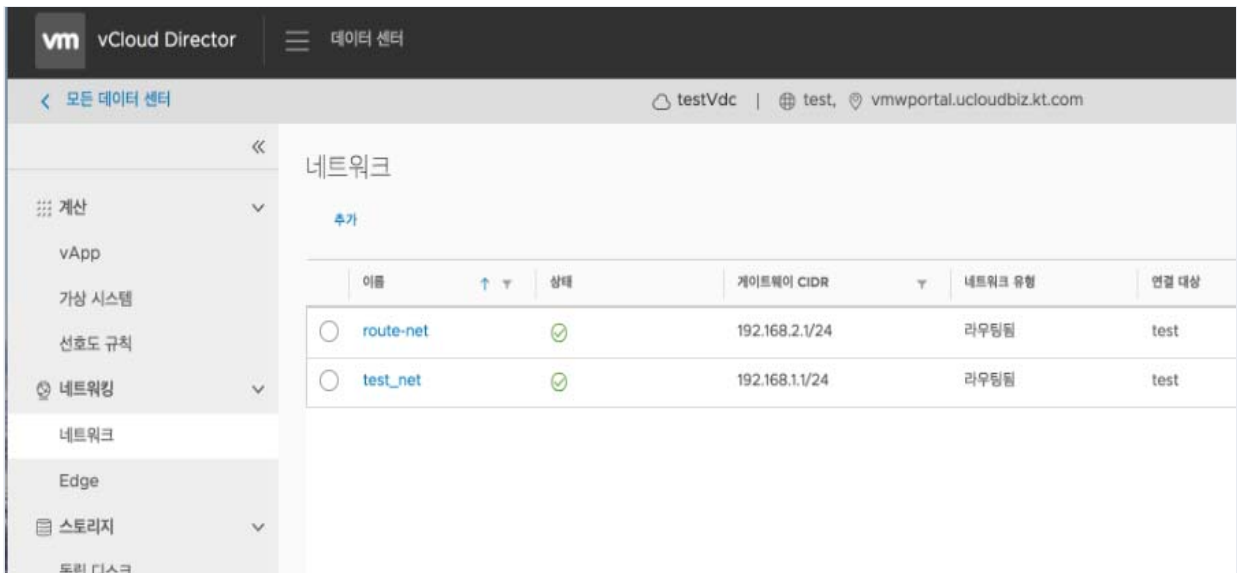 vm vCloud Director 데이터 센터
모든 데이터 센터 testVdc | test, vmwportal.ucloudbiz.kt.com
네트워크
계산
추가
vApp
이름 상태 게이트웨이 CIDR 네트워크 유형 연결 대상
가상 시스템
route-net 192.168.2.1/24 라우팅됨 test
선호도 규칙
test_net 192.168.1.1/24 라우팅됨 test
네트워킹
네트워크
Edge
스토리지
독립 디스크